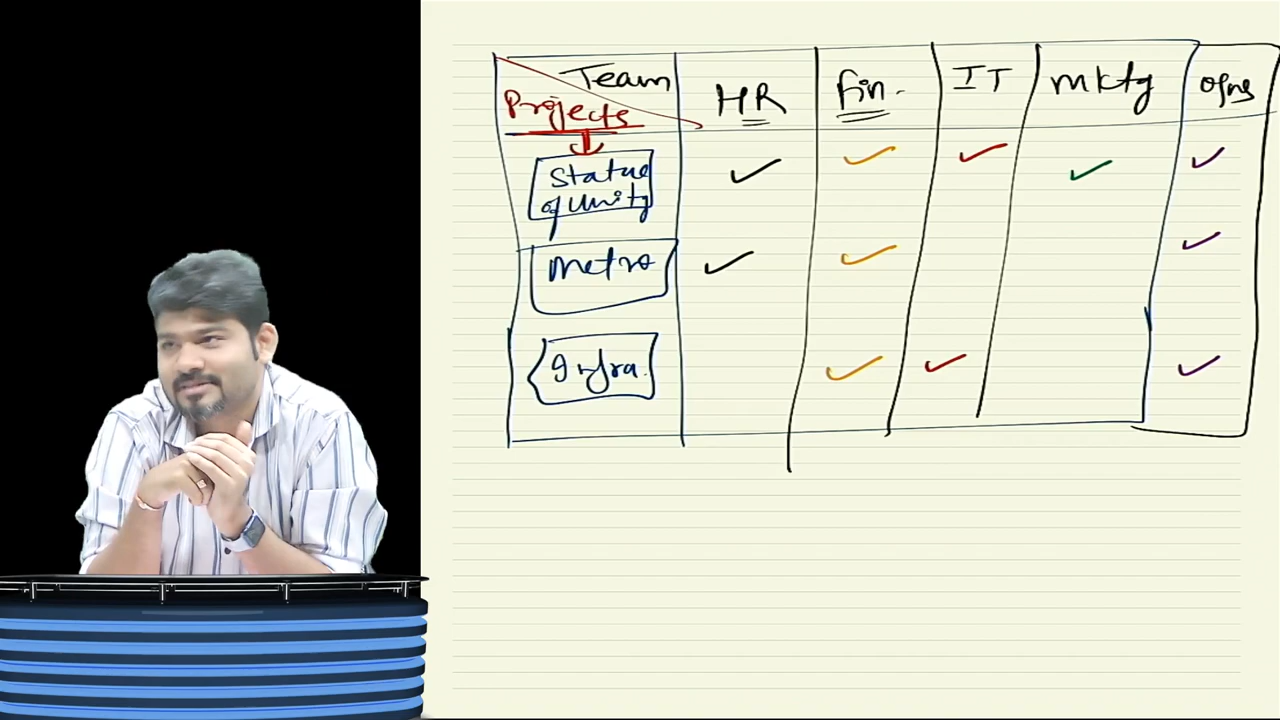 Team
Projects
HR
Fin.
IT
mktg
opns
Statue
of unity
metro
Infra.